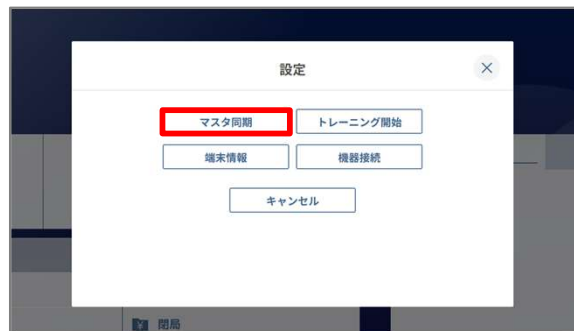 設定
マスタ同期 トレーニング開始
端末情報 機器接続
キャンセル
閉局